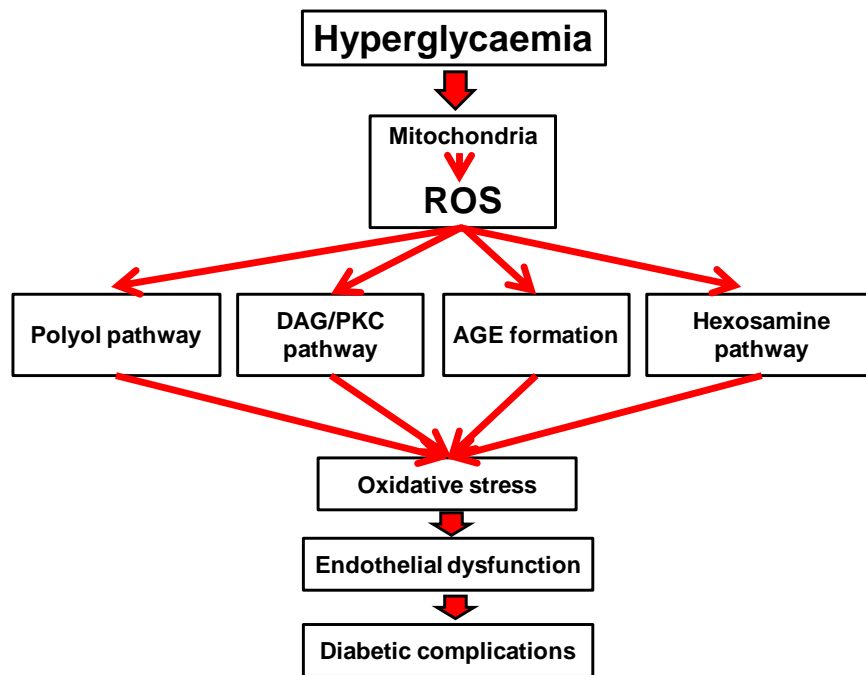 Hyperglycaemia
Mitochondria
ROS
Polyol pathway
DAG/PKC
pathway
AGE formation
Hexosamine
pathway
Oxidative stress
Endothelial dysfunction
Diabetic complications